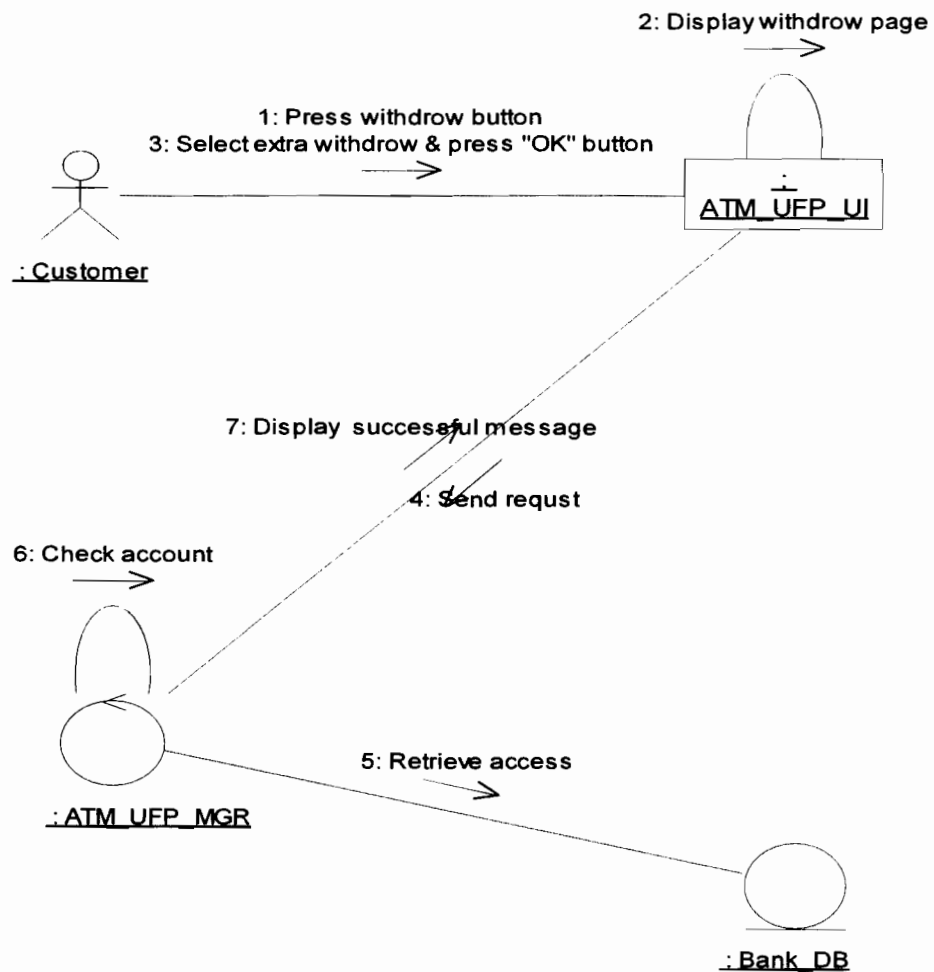 2: Display withdrow page
1: Press withdrow button
3: Select extra withdrow & press "OK" button
:
ATM_UFP_UI
: Customer
7: Display successful message
4: Send requst
6: Check account
5: Retrieve access
: ATM_UFP_MGR
: Bank_DB